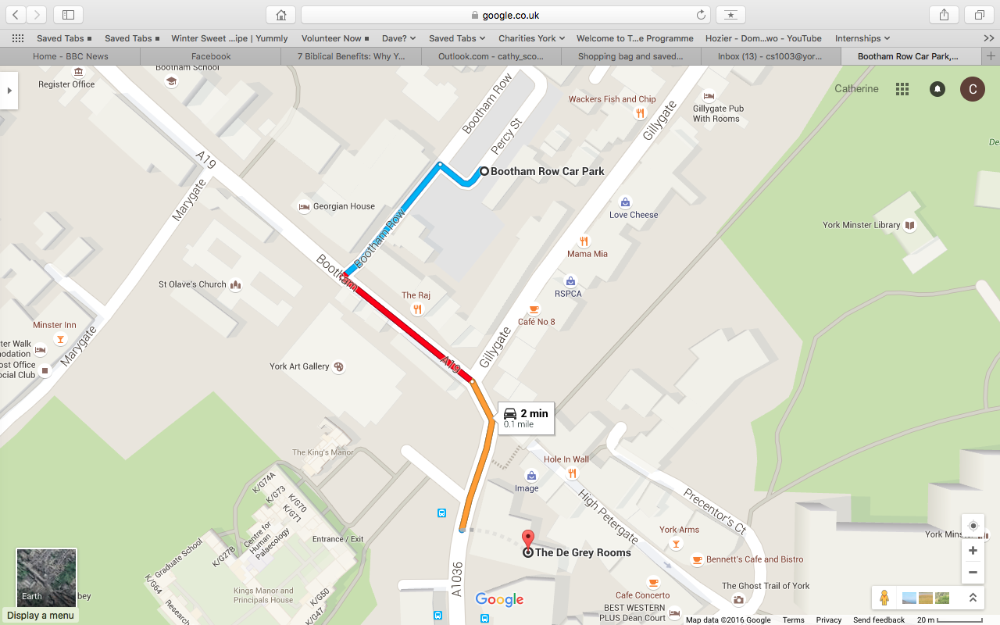 google.co.uk
Saved Tabs
Saved Tabs
Winter Sweet ...ipe | Yummly
Volunteer Now
Dave?
Saved Tabs
Charities York
Welcome to T...e Programme
Hozier - Dom...wo - YouTube
Internships
Home - BBC News
Facebook
7 Biblical Benefits: Why Y...
Outlook.com - cathy_sco...
Shopping bag and saved...
Inbox (13) - cs1003@yor...
Bootham Row Car Park,...
Register Office
Bootham School
Bootham Row
Percy St
Wackers Fish and Chip
Gillygate
Gillygate Pub
With Rooms
Catherine
C
De
A19
Marygate
Bootham Row Car Park
Georgian House
Bootham Row
Love Cheese
York Minster Library
Mama Mia
Bootham
St Olave's Church
The Raj
RSPCA
Café No 8
Minster Inn
Marygate
ter Walk
nodation
ost Office
ocial Club
York Art Gallery
A19
Gillygate
2 min
0.1 mile
The King's Manor
Hole In Wall
Image
K/G74A
K/G73
K/G70
K/G71
Centre for
Human
Palaeology
K/G27B
Graduate School
K/G64
Research
Entrance / Exit
High Petergate
Precentor's Ct
York Arms
York Minster
The De Grey Rooms
Bennett's Cafe and Bistro
A1036
Kings Manor and
Principals House
K/G50
K/G47
The Ghost Trail of York
Cafe Concerto
BEST WESTERN
PLUS Dean Court
Earth
bey
Display a menu
Google
Map data ©2016 Google
Terms
Privacy
Send feedback
20 m